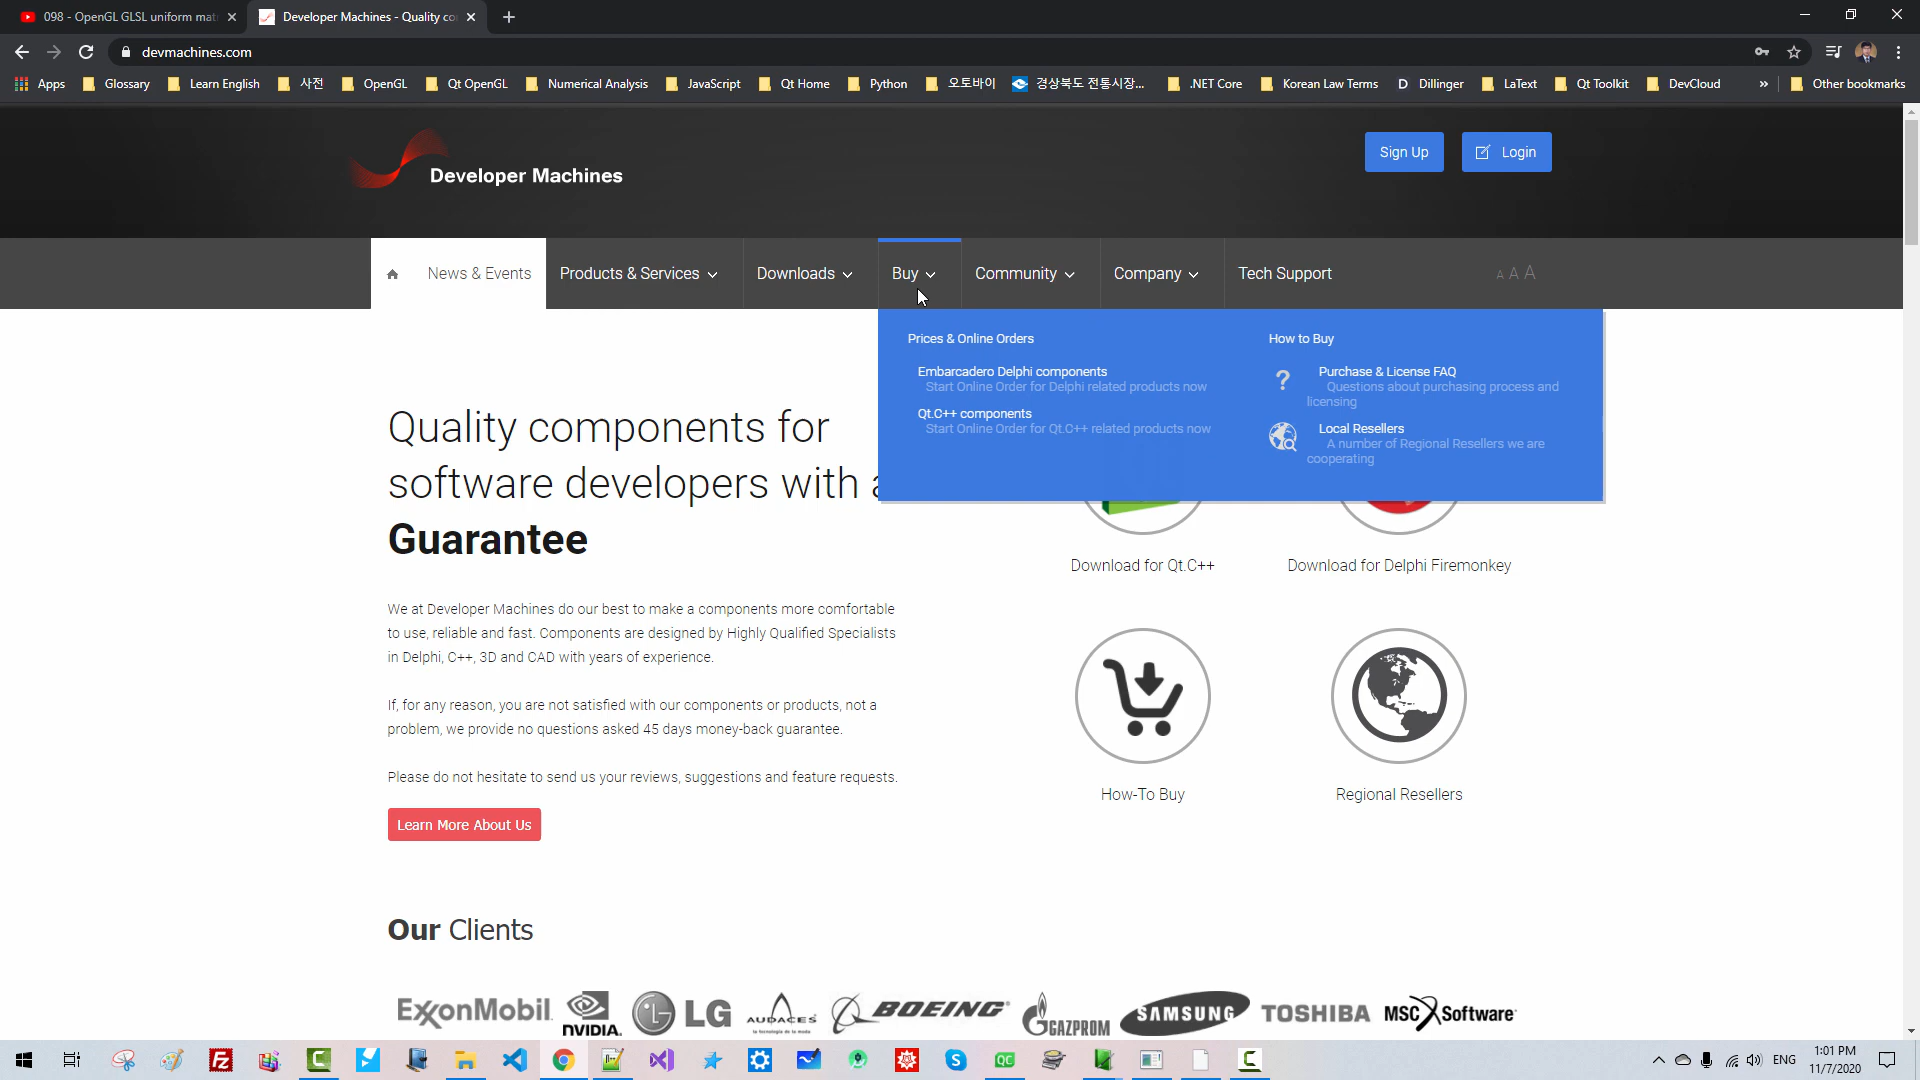 098 - OpenGL GLSL uniform mat
Developer Machines - Quality co
devmachines.com
Apps
Glossary
Learn English
사전
OpenGL
Qt OpenGL
Numerical Analysis
JavaScript
Qt Home
Python
오토바이
경상북도 전통시장...
.NET Core
Korean Law Terms
D Dillinger
LaText
Qt Toolkit
DevCloud
»
Other bookmarks
Developer Machines
Sign Up
Login
News & Events
Products & Services
Downloads
Buy
Community
Company
Tech Support
A A A
Prices & Online Orders
Embarcadero Delphi components
Start Online Order for Delphi related products now
Qt.C++ components
Start Online Order for Qt.C++ related products now
How to Buy
Purchase & License FAQ
Questions about purchasing process and
licensing
Local Resellers
A number of Regional Resellers we are
cooperating
Quality components for
software developers with a
Guarantee
We at Developer Machines do our best to make a components more comfortable
to use, reliable and fast. Components are designed by Highly Qualified Specialists
in Delphi, C++, 3D and CAD with years of experience.
If, for any reason, you are not satisfied with our components or products, not a
problem, we provide no questions asked 45 days money-back guarantee.
Please do not hesitate to send us your reviews, suggestions and feature requests.
Learn More About Us
Download for Qt.C++
Download for Delphi Firemonkey
How-To Buy
Regional Resellers
Our Clients
ExxonMobil
NVIDIA.
LG
AUDACES
la tecnología de la moda
BOEING
GAZPROM
SAMSUNG
TOSHIBA
MSC Software
ENG
1:01 PM
11/7/2020